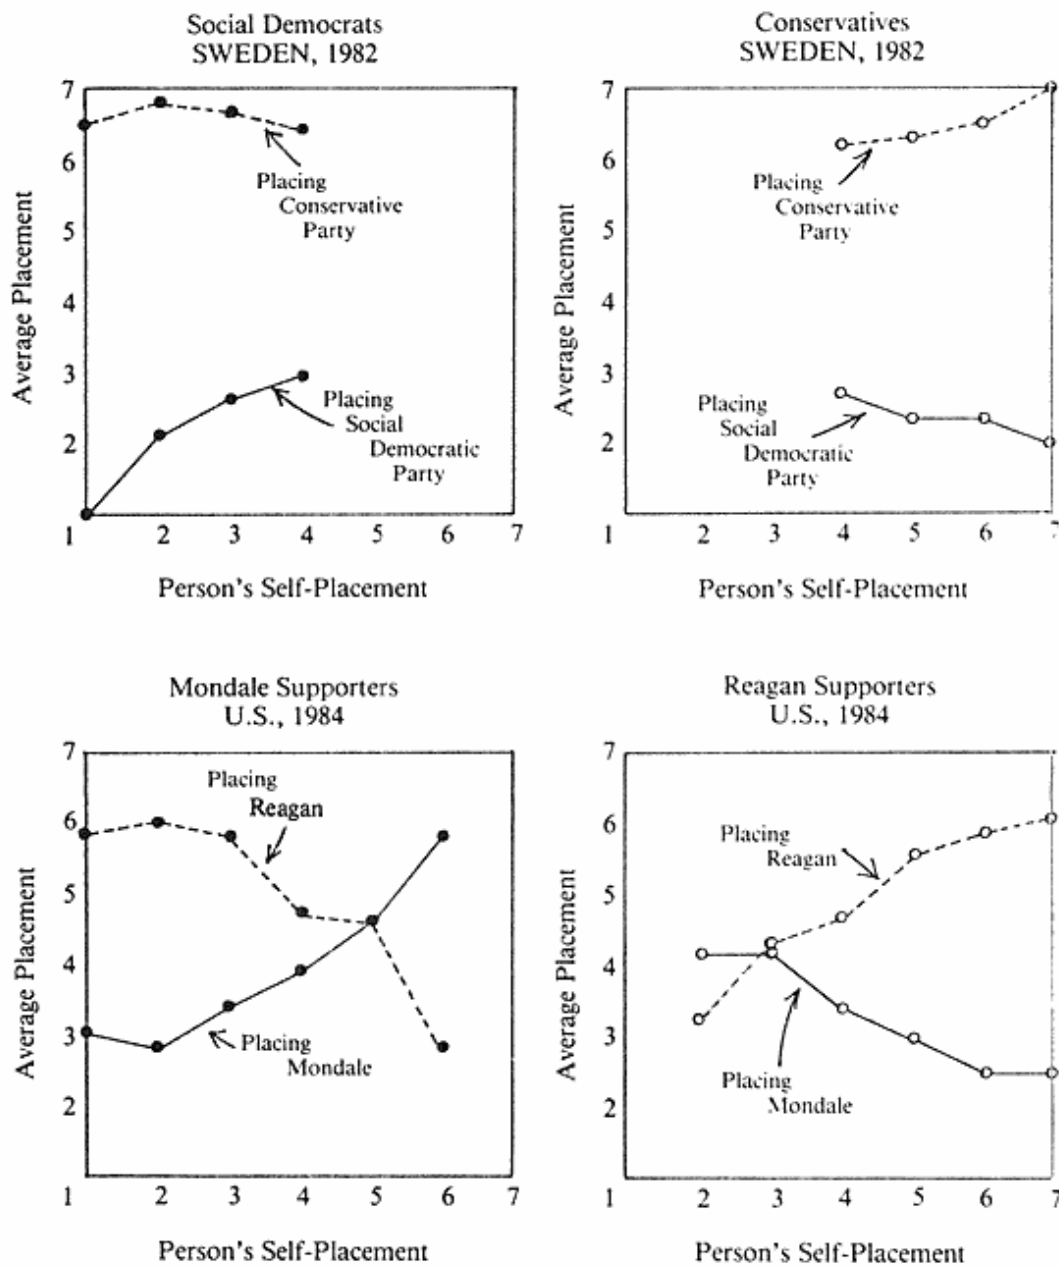 Social Democrats
SWEDEN, 1982
7
6
5
4
3
2
1
2
3
4
5
6
7
Average Placement
Placing
Conservative
Party
Placing
Social
Democratic
Party
Person's Self-Placement
Conservatives
SWEDEN, 1982
7
6
5
4
3
2
1
2
3
4
5
6
7
Average Placement
Placing
Conservative
Party
Placing
Social
Democratic
Party
Person's Self-Placement
Mondale Supporters
U.S., 1984
7
6
5
4
3
2
1
2
3
4
5
6
7
Average Placement
Placing
Reagan
Placing
Mondale
Person's Self-Placement
Reagan Supporters
U.S., 1984
7
6
5
4
3
2
1
2
3
4
5
6
7
Average Placement
Placing
Reagan
Placing
Mondale
Person's Self-Placement